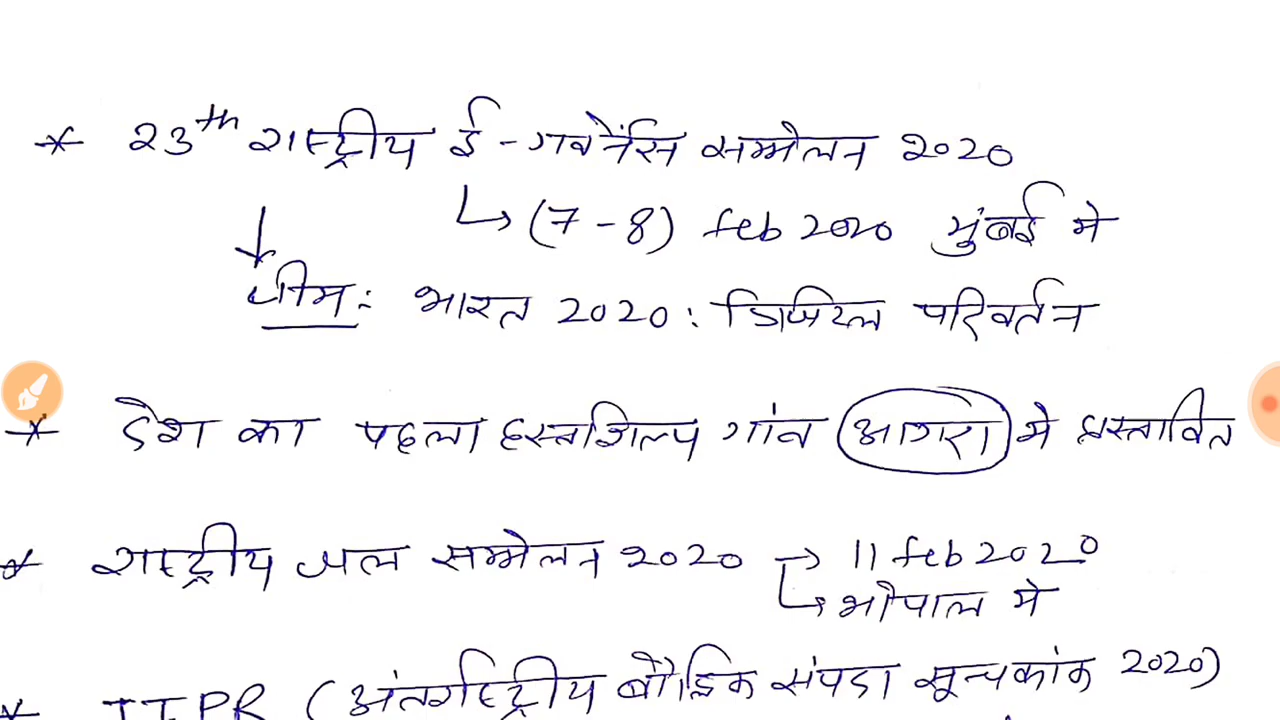 * 23th राष्ट्रीय ई-गवर्नेंस सम्मेलन 2020
↳ (7-8) feb 2020 मुंबई मे
↓
थीम: भारत 2020: डिजिटल परिवर्तन
* देश का पहला हस्तशिल्प गांव आगरा मे प्रस्तावित
* राष्ट्रीय जल सम्मेलन 2020 → 11 feb 2020
↳ भोपाल मे
* IIPR (अंतर्राष्ट्रीय बौद्धिक संपदा सूचकांक 2020)